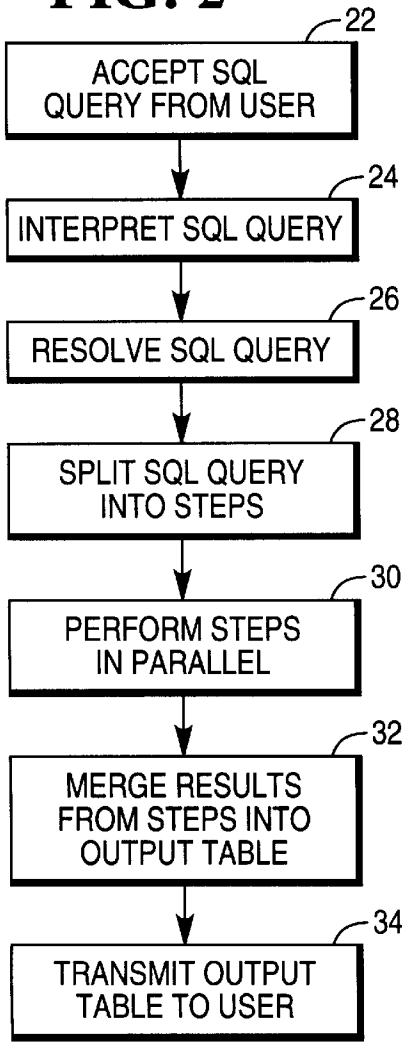 FIG. 2
22
ACCEPT SQL
QUERY FROM USER
24
INTERPRET SQL QUERY
26
RESOLVE SQL QUERY
28
SPLIT SQL QUERY
INTO STEPS
30
PERFORM STEPS
IN PARALLEL
32
MERGE RESULTS
FROM STEPS INTO
OUTPUT TABLE
34
TRANSMIT OUTPUT
TABLE TO USER